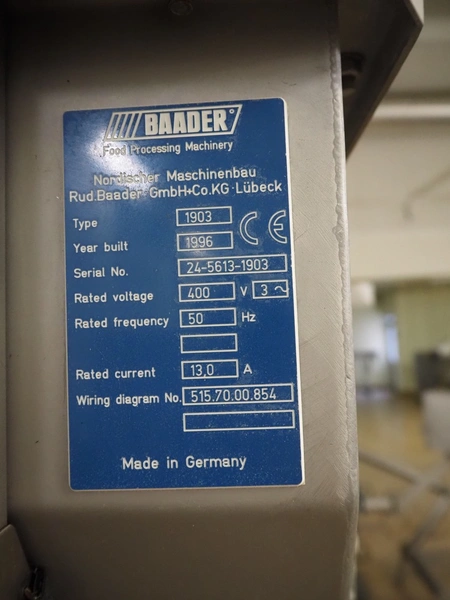 BAADER
Food Processing Machinery
Nordischer Maschinenbau
Rud.Baader GmbH+Co.KG·Lübeck
Type 1903 CE
Year built 1996
Serial No. 24-5613-1903
Rated voltage 400 V 3 ~
Rated frequency 50 Hz
Rated current 13,0 A
Wiring diagram No. 515.70.00.854
Made in Germany